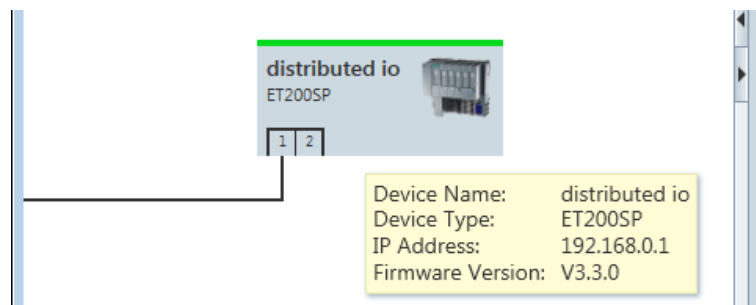 distributed io
ET200SP
1 2
Device Name: distributed io
Device Type: ET200SP
IP Address: 192.168.0.1
Firmware Version: V3.3.0